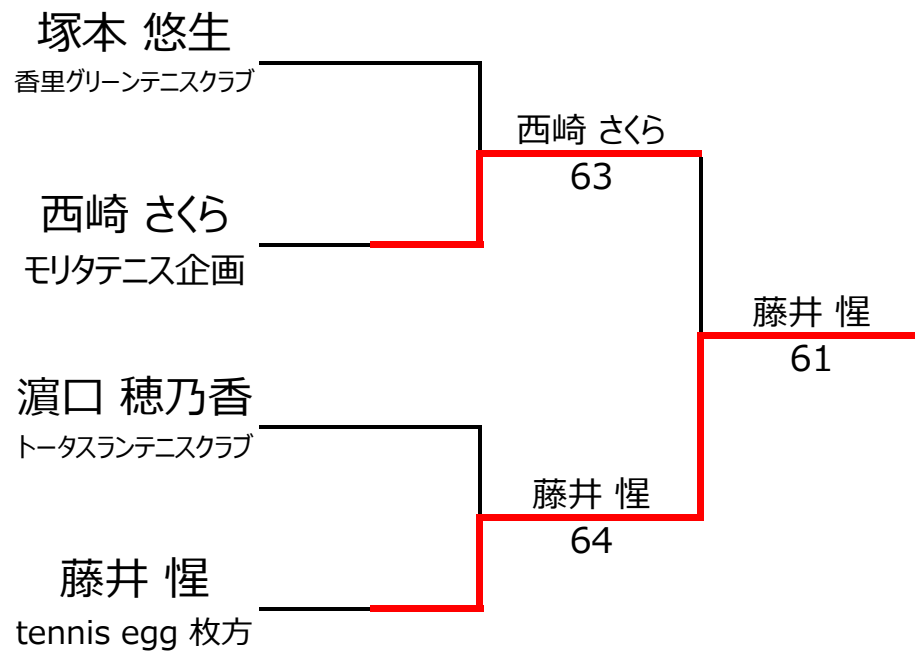 塚本 悠生
香里グリーンテニスクラブ
西崎 さくら
63
西崎 さくら
モリタテニス企画
藤井 惺
61
濵口 穂乃香
トータスランテニスクラブ
藤井 惺
64
藤井 惺
tennis egg 枚方